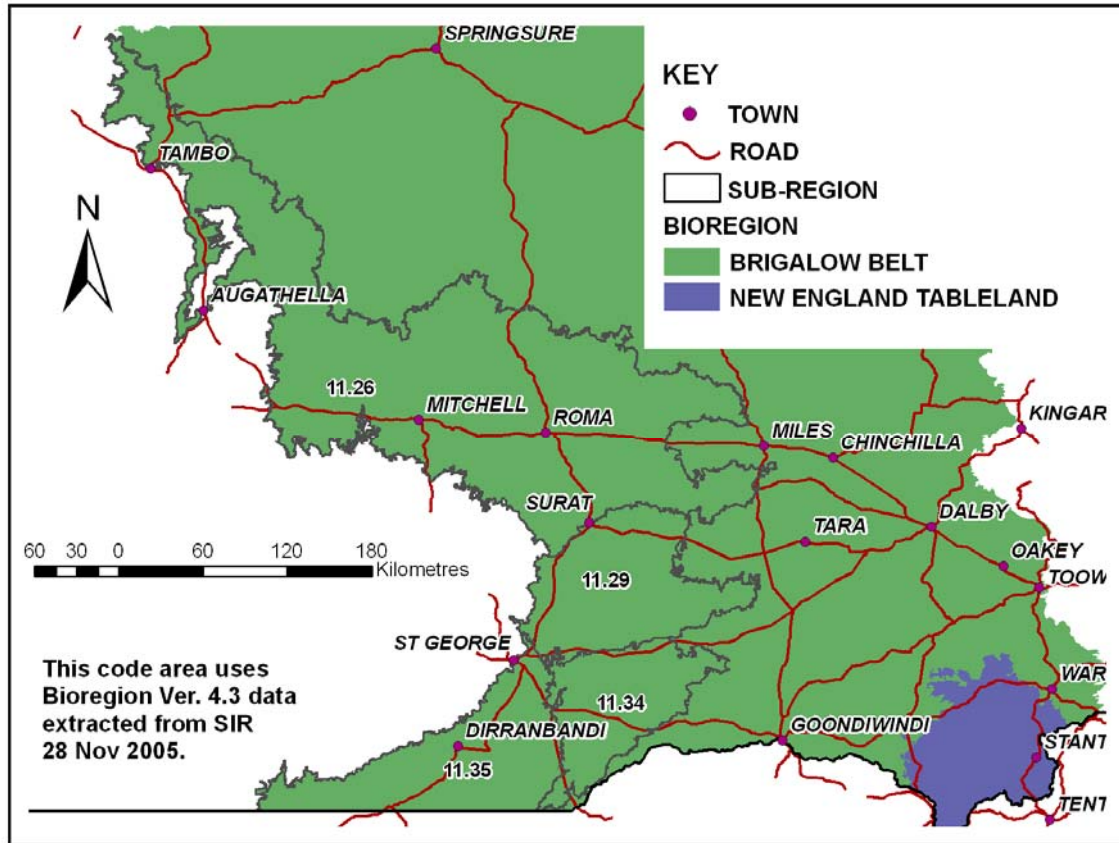 SPRINGSURE
KEY
TOWN
ROAD
SUB-REGION
BIOREGION
BRIGALOW BELT
NEW ENGLAND TABLELAND
TAMBO
N
AUGATHELLA
11.26
MITCHELL
ROMA
MILES
CHINCHILLA
KINGAR
SURAT
TARA
DALBY
OAKEY
TOOW
60 30 0 60 120 180
Kilometres
11.29
ST GEORGE
This code area uses
Bioregion Ver. 4.3 data
extracted from SIR
28 Nov 2005.
WAR
11.34
DIRRANBANDI
GOONDIWINDI
STANT
11.35
TENT